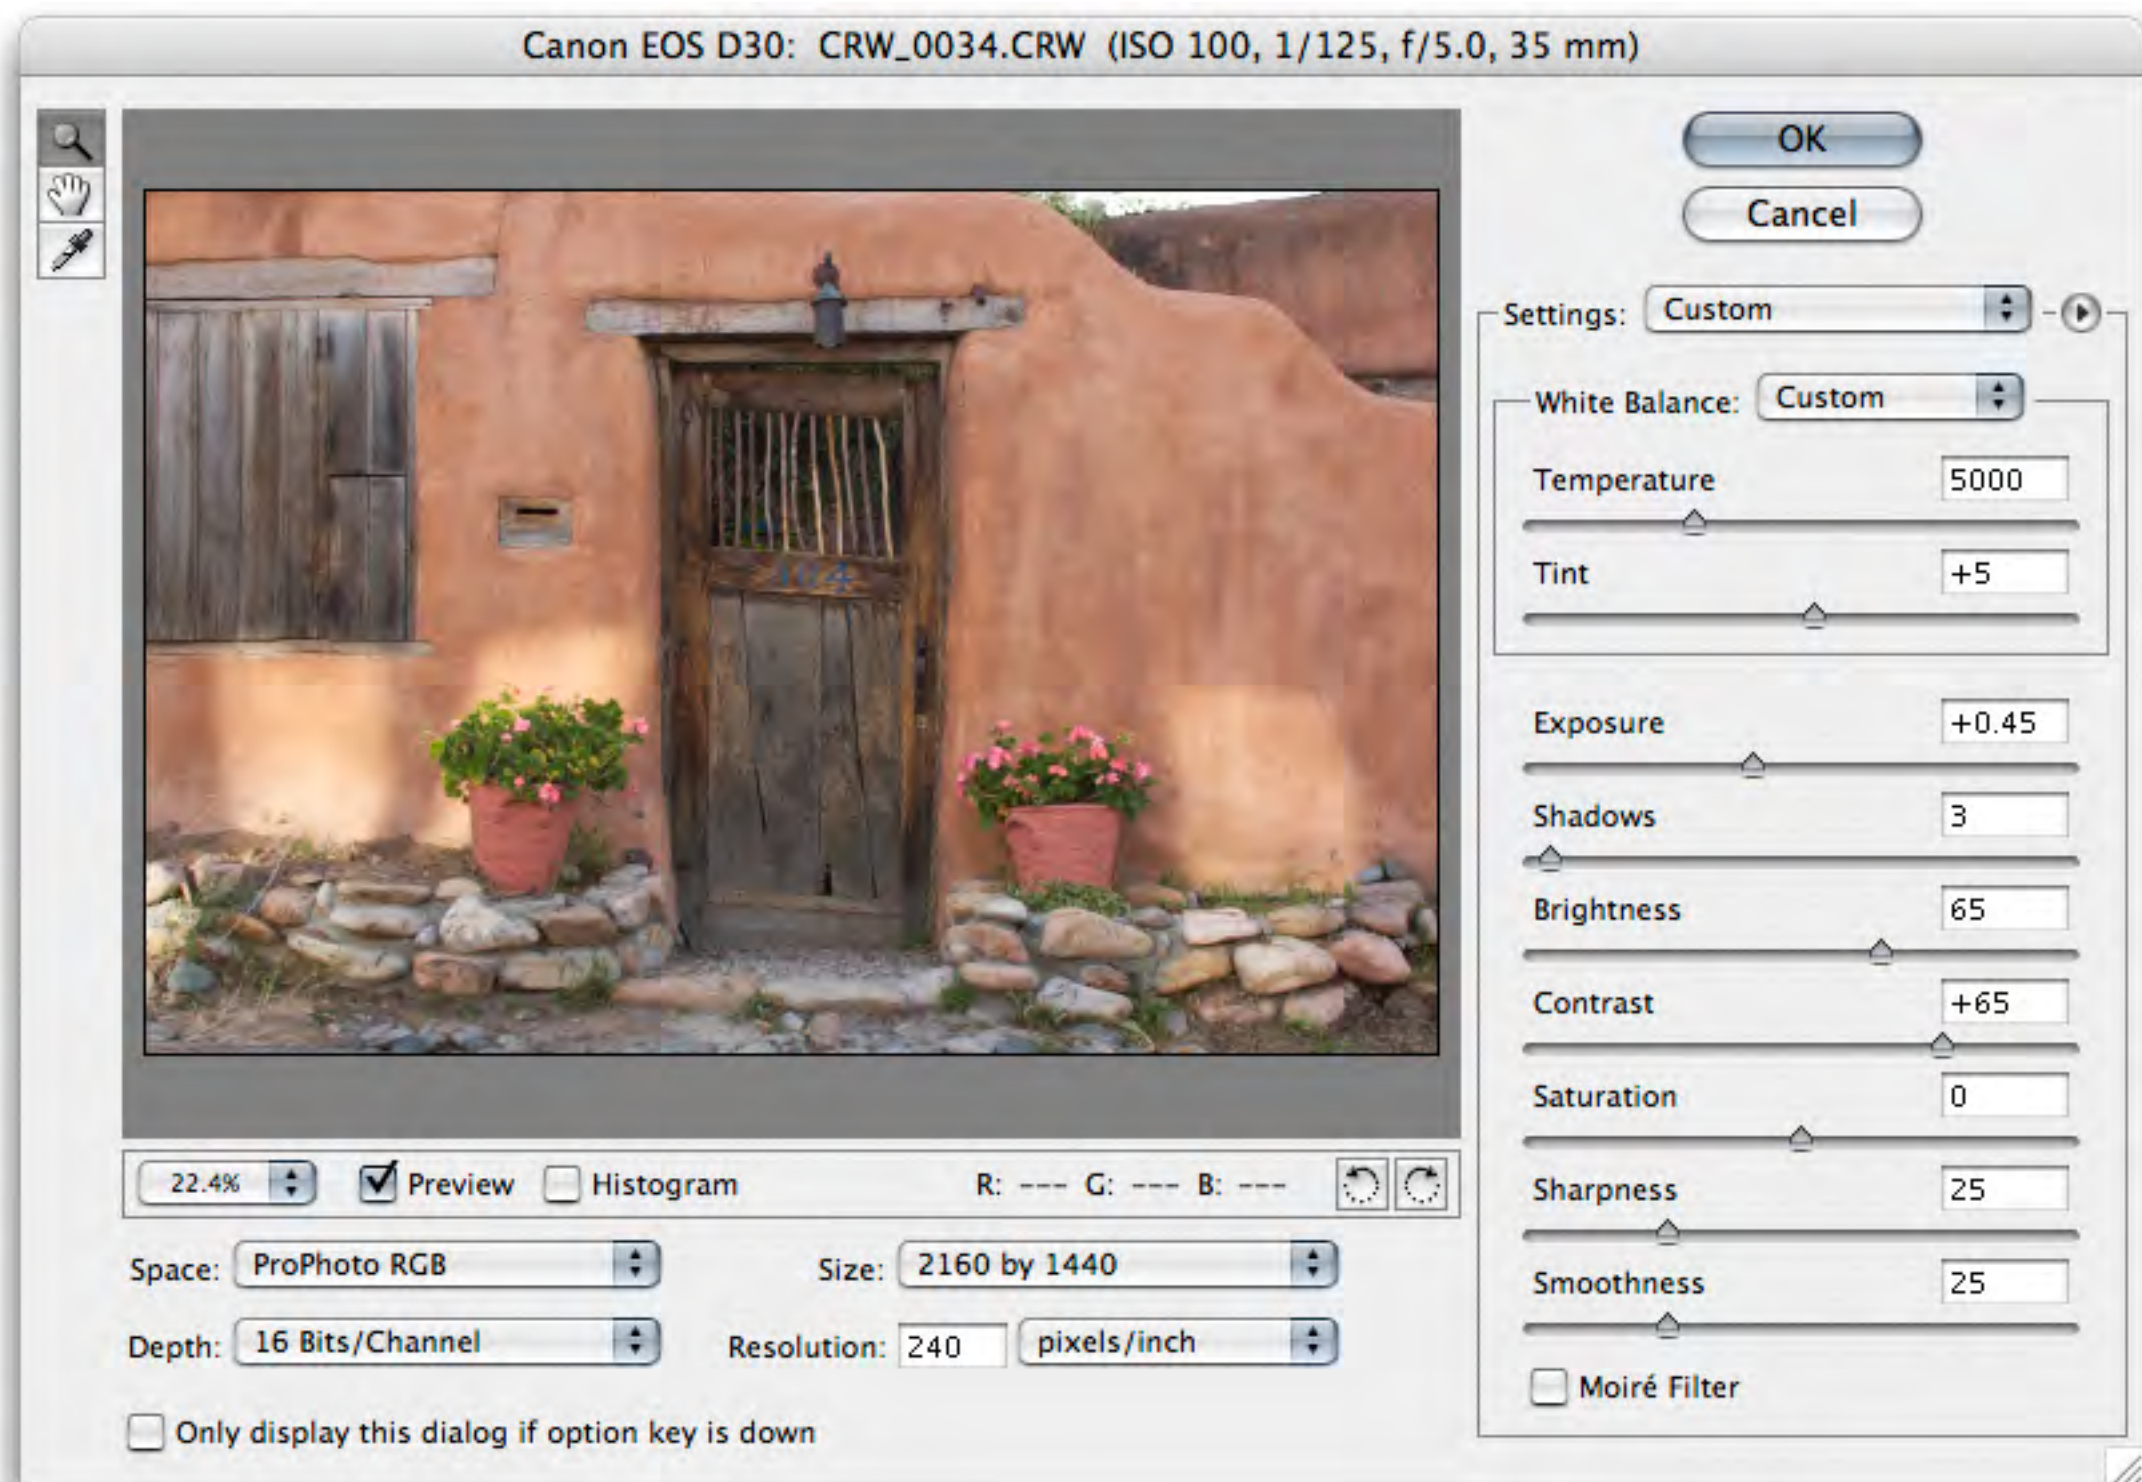 Canon EOS D30: CRW_0034.CRW (ISO 100, 1/125, f/5.0, 35 mm)
OK
Cancel
Settings: Custom
White Balance: Custom
Temperature 5000
Tint +5
Exposure +0.45
Shadows 3
Brightness 65
Contrast +65
Saturation 0
Sharpness 25
Smoothness 25
Moiré Filter
22.4% Preview Histogram R: --- G: --- B: ---
Space: ProPhoto RGB Size: 2160 by 1440
Depth: 16 Bits/Channel Resolution: 240 pixels/inch
Only display this dialog if option key is down